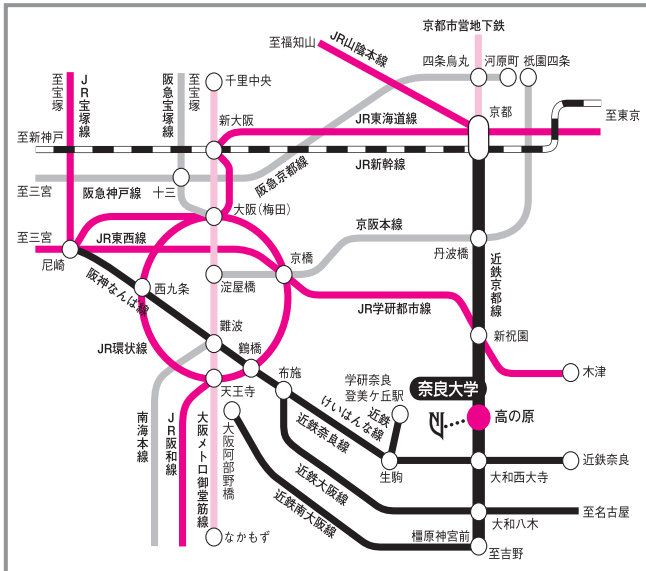 京都市営地下鉄
至福知山
JR山陰本線
四条烏丸
河原町
祇園四条
至宝塚
JR宝塚線
阪急宝塚線
至宝塚
千里中央
新大阪
JR東海道線
京都
至東京
至新神戸
JR新幹線
阪急京都線
至三宮
阪急神戸線
十三
大阪(梅田)
京阪本線
至三宮
JR東西線
京橋
丹波橋
尼崎
阪神なんば線
西九条
淀屋橋
近鉄京都線
JR学研都市線
難波
新祝園
JR環状線
鶴橋
木津
天王寺
布施
学研奈良
登美ケ丘駅
奈良大学
高の原
近鉄
けいはんな線
近鉄奈良線
南海本線
JR阪和線
大阪メトロ御堂筋線
大阪阿部野橋
生駒
大和西大寺
近鉄奈良
近鉄大阪線
近鉄南大阪線
大和八木
至名古屋
なかもず
橿原神宮前
至吉野